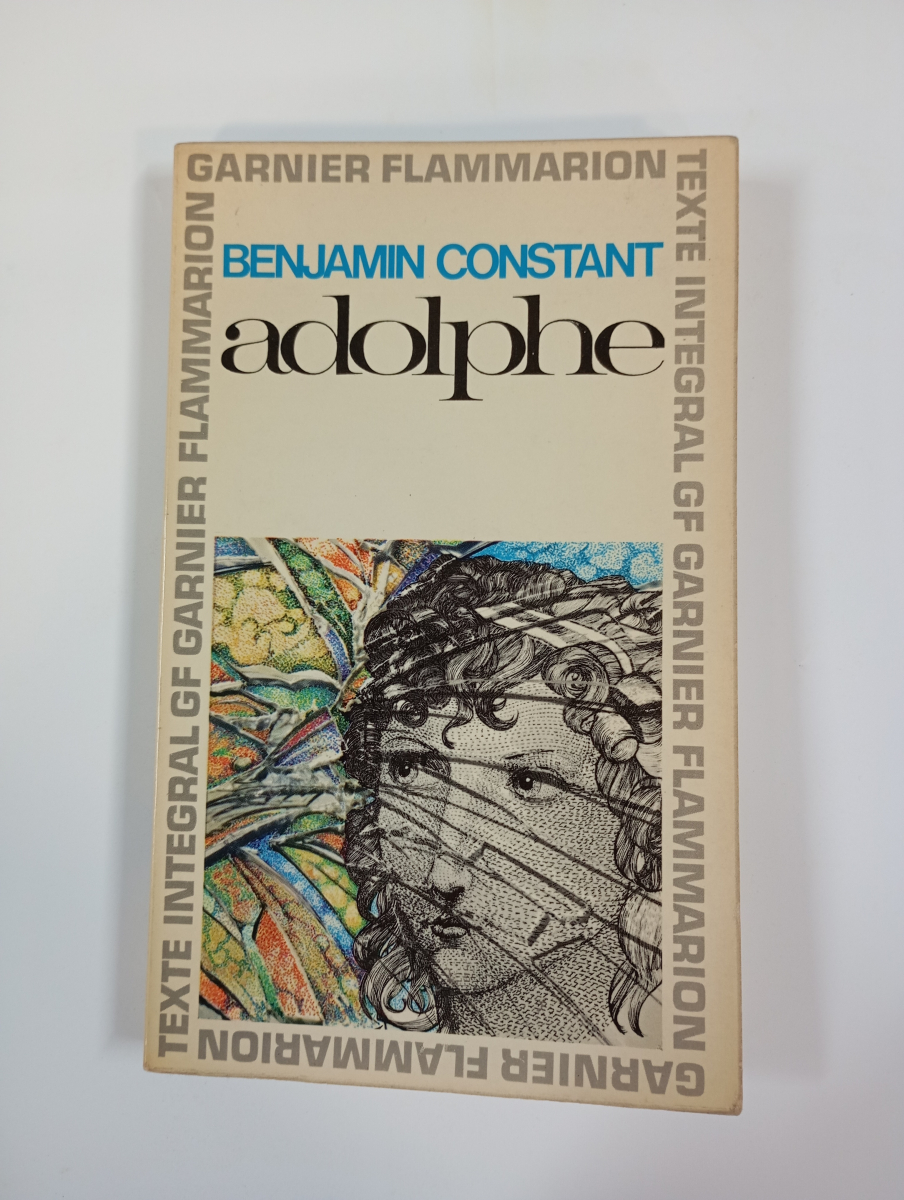 GARNIER FLAMMARION
TEXTE INTEGRAL GF GARNIER FLAMMARION
BENJAMIN CONSTANT
adolphe
TEXTE INTEGRAL GF GARNIER FLAMMARION
GARNIER FLAMMARION